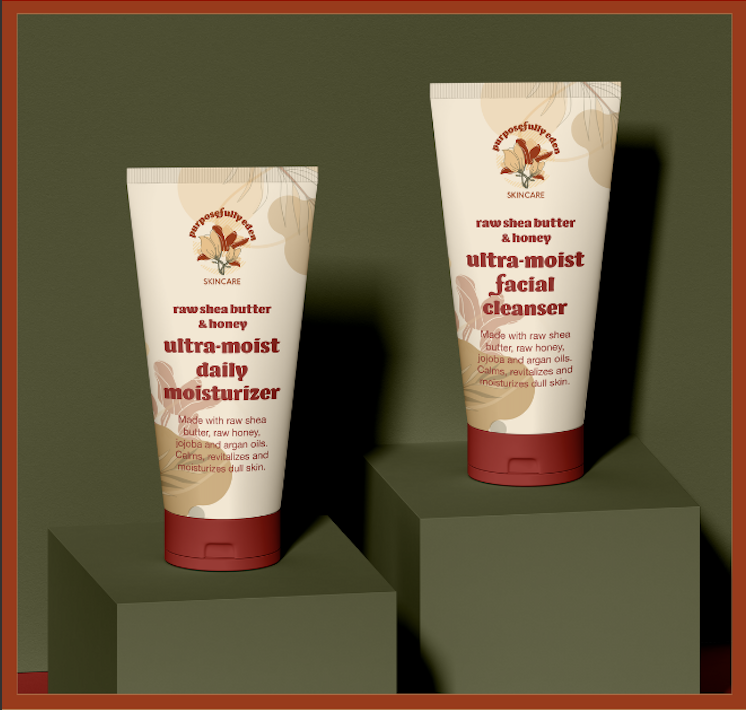 purposefully eden
SKINCARE
raw shea butter
& honey
ultra-moist
daily
moisturizer
Made with raw shea
butter, raw honey,
jojoba and argan oils.
Calms, revitalizes and
moisturizes dull skin.
purposefully eden
SKINCARE
raw shea butter
& honey
ultra-moist
facial
cleanser
Made with raw shea
butter, raw honey,
jojoba and argan oils.
Calms, revitalizes and
moisturizes dull skin.